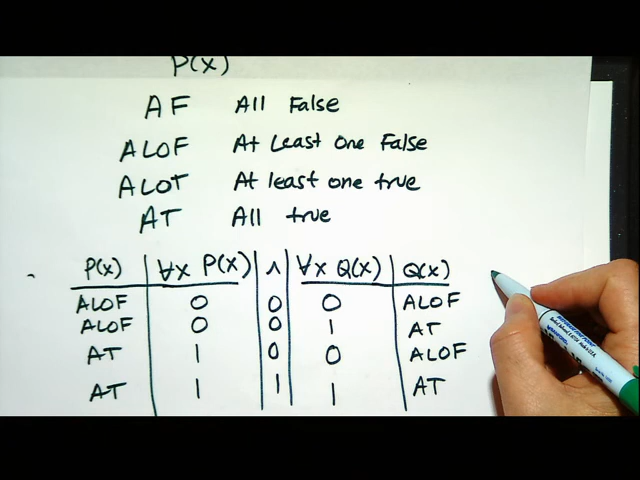 P(x)
AF All False
ALOF At Least One False
ALOT At least one true
AT All true
P(x) ∀x P(x) ∧ ∀x Q(x) Q(x)
ALOF 0 0 0 ALOF
ALOF 0 0 1 AT
AT 1 0 0 ALOF
AT 1 1 1 AT